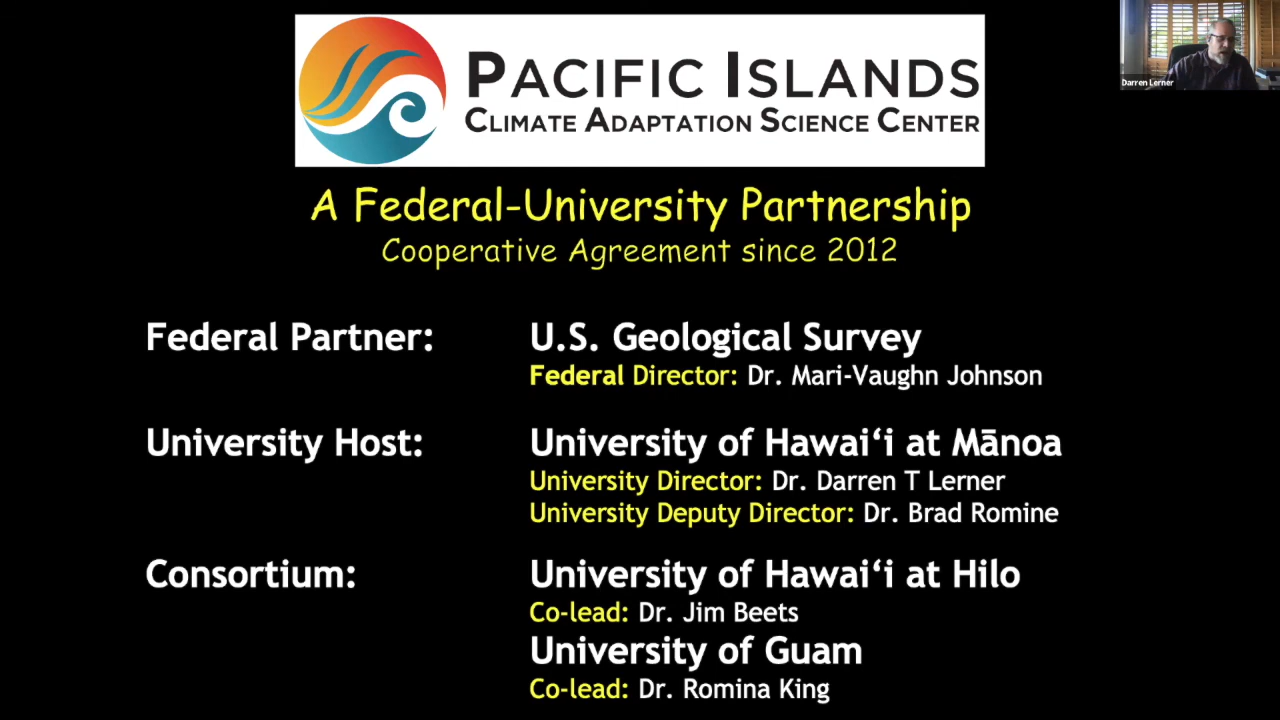 PACIFIC ISLANDS
CLIMATE ADAPTATION SCIENCE CENTER
Darren Lerner
A Federal-University Partnership
Cooperative Agreement since 2012
Federal Partner: U.S. Geological Survey
Federal Director: Dr. Mari-Vaughn Johnson
University Host: University of Hawaiʻi at Mānoa
University Director: Dr. Darren T Lerner
University Deputy Director: Dr. Brad Romine
Consortium: University of Hawaiʻi at Hilo
Co-lead: Dr. Jim Beets
University of Guam
Co-lead: Dr. Romina King